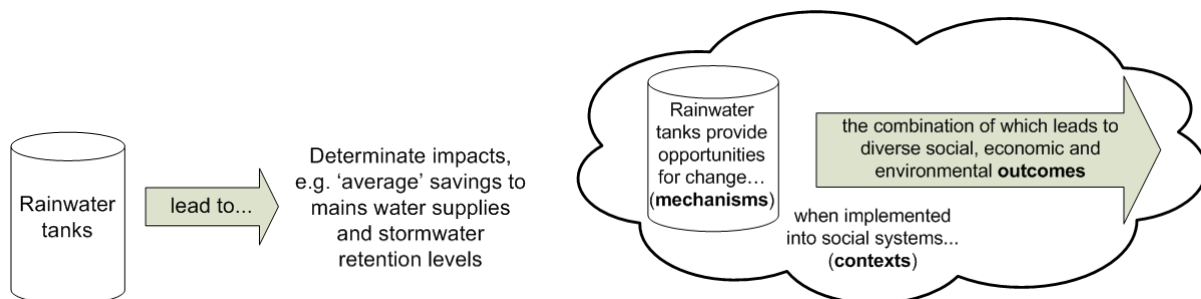 Rainwater
tanks
lead to...
Determinate impacts,
e.g. ‘average’ savings to
mains water supplies
and stormwater
retention levels
Rainwater
tanks provide
opportunities
for change...
(mechanisms)
the combination of which leads to
diverse social, economic and
environmental outcomes
when implemented
into social systems...
(contexts)